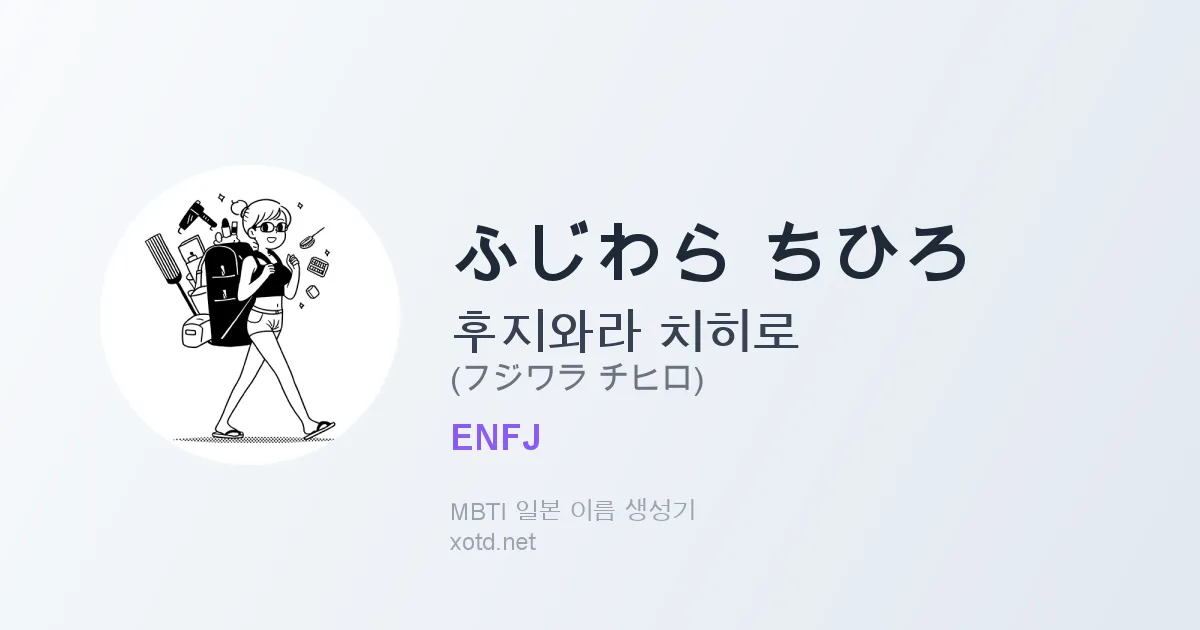 ふじわら ちひろ
후지와라 치히로
(フジワラ チヒロ)
ENFJ
MBTI 일본 이름 생성기
xotd.net